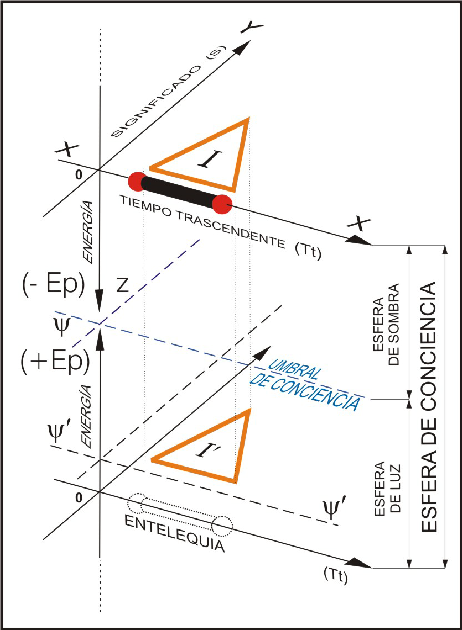 Y
SIGNIFICADO (S)
X
0
I
TIEMPO TRASCENDENTE (Tt)
X
ENERGÍA
(- Ep)
Z
ψ
(+Ep)
UMBRAL
DE CONCIENCIA
ESFERA
DE SOMBRA
ESFERA DE CONCIENCIA
ENERGÍA
ψ'
I'
ψ'
ESFERA
DE LUZ
0
ENTELEQUIA
(Tt)